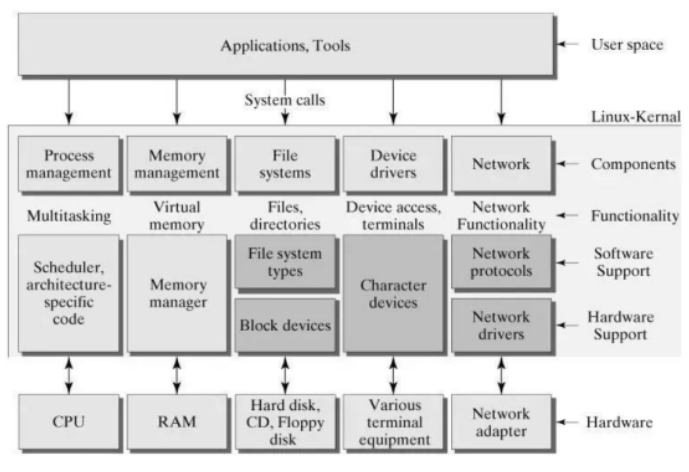 Applications, Tools
User space
System calls
Linux-Kernal
Process
management
Memory
management
File
systems
Device
drivers
Network
Components
Multitasking
Virtual
memory
Files,
directories
Device access,
terminals
Network
Functionality
Functionality
Scheduler,
architecture-
specific
code
Memory
manager
File system
types
Block devices
Character
devices
Network
protocols
Network
drivers
Software
Support
Hardware
Support
CPU
RAM
Hard disk,
CD, Floppy
disk
Various
terminal
equipment
Network
adapter
Hardware